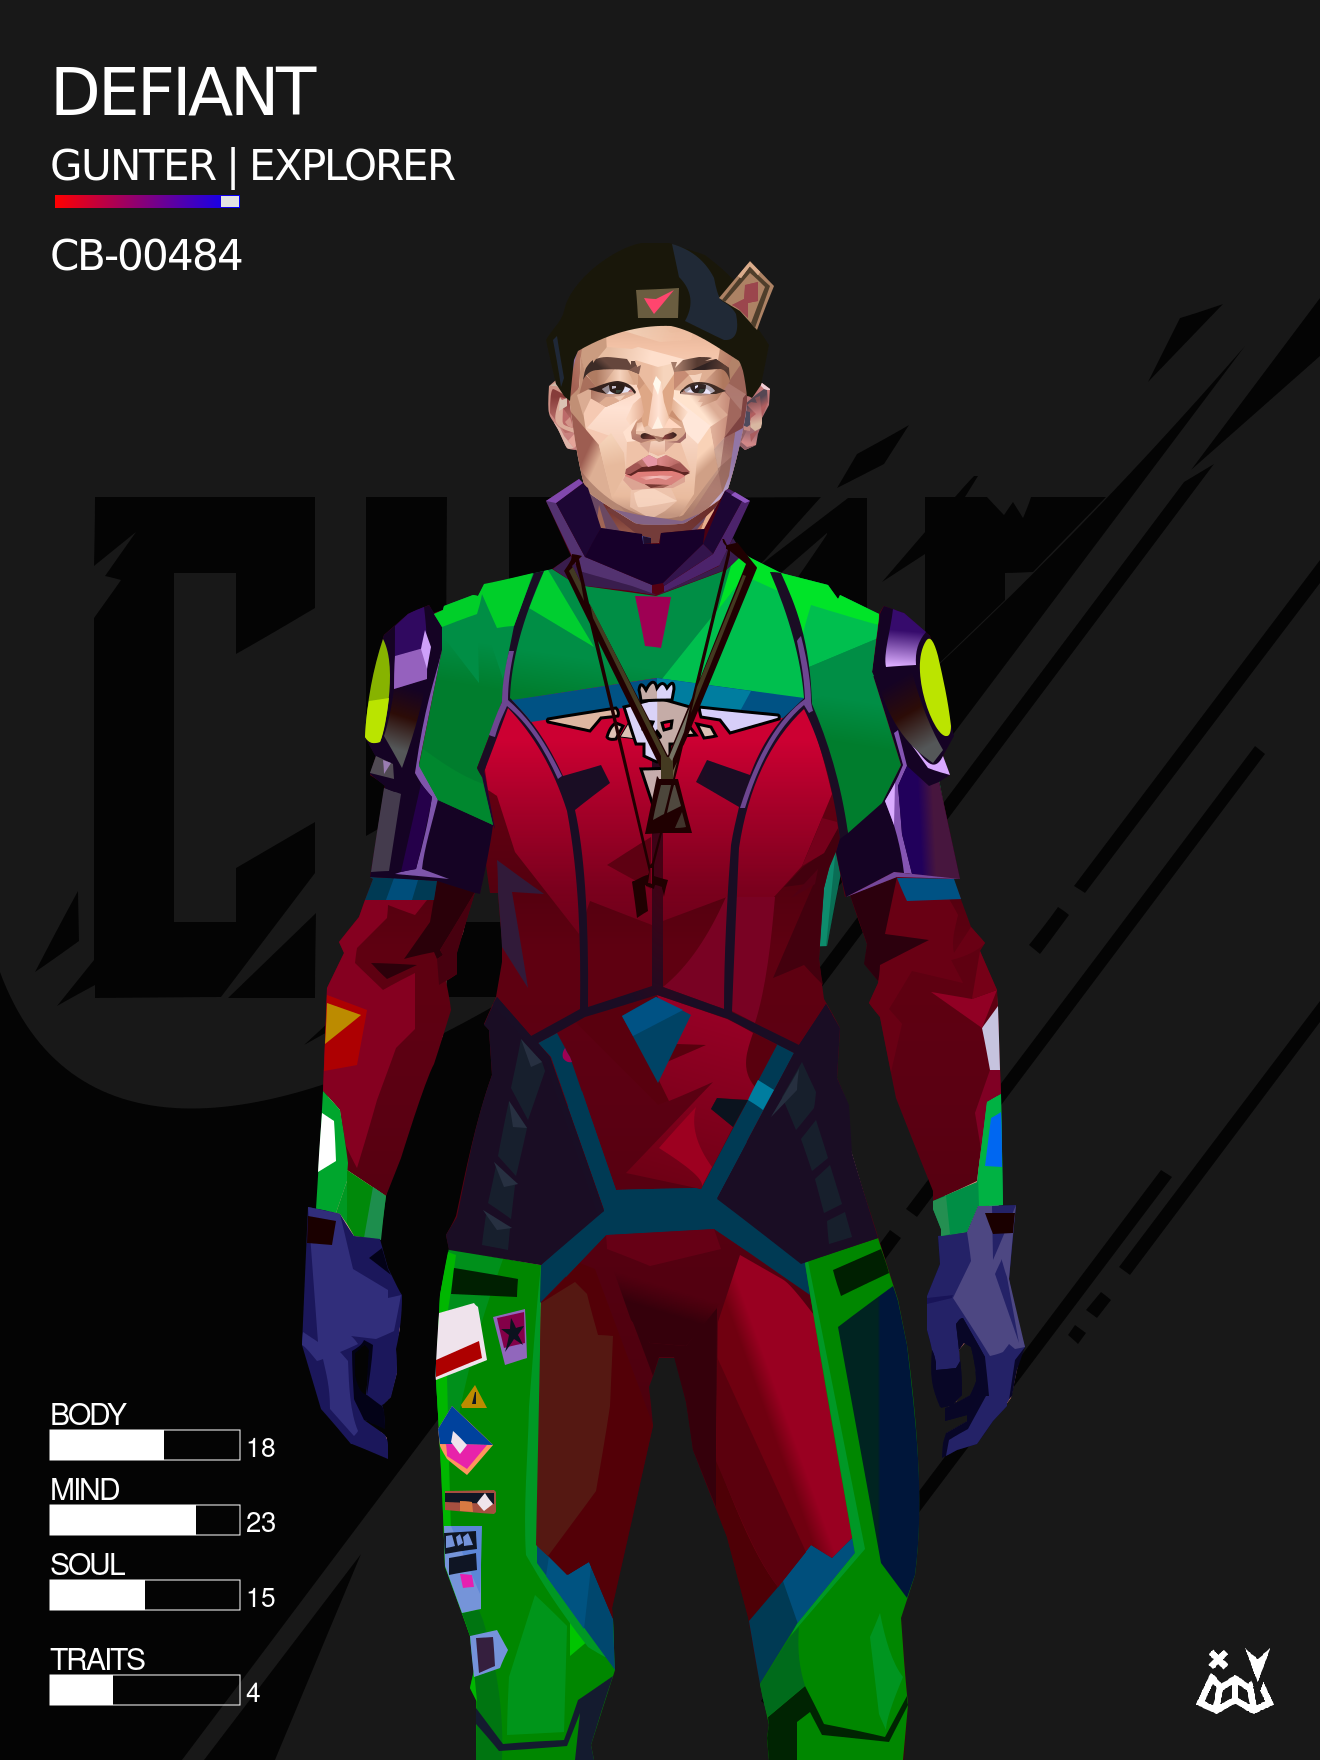 DEFIANT
GUNTER | EXPLORER
CB-00484
BODY
18
MIND
23
SOUL
15
TRAITS
4